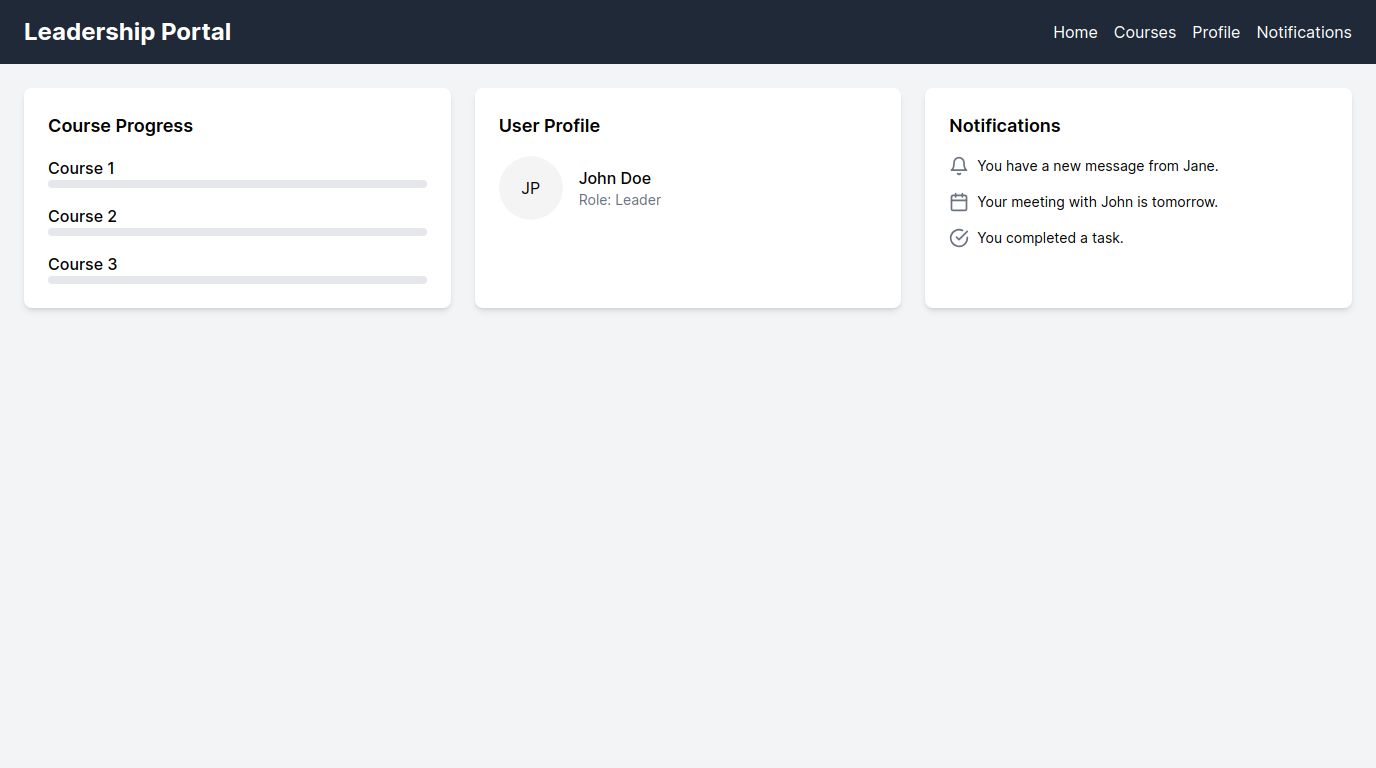 Leadership Portal
Home Courses Profile Notifications
Course Progress
Course 1
Course 2
Course 3
User Profile
JP
John Doe
Role: Leader
Notifications
You have a new message from Jane.
Your meeting with John is tomorrow.
You completed a task.